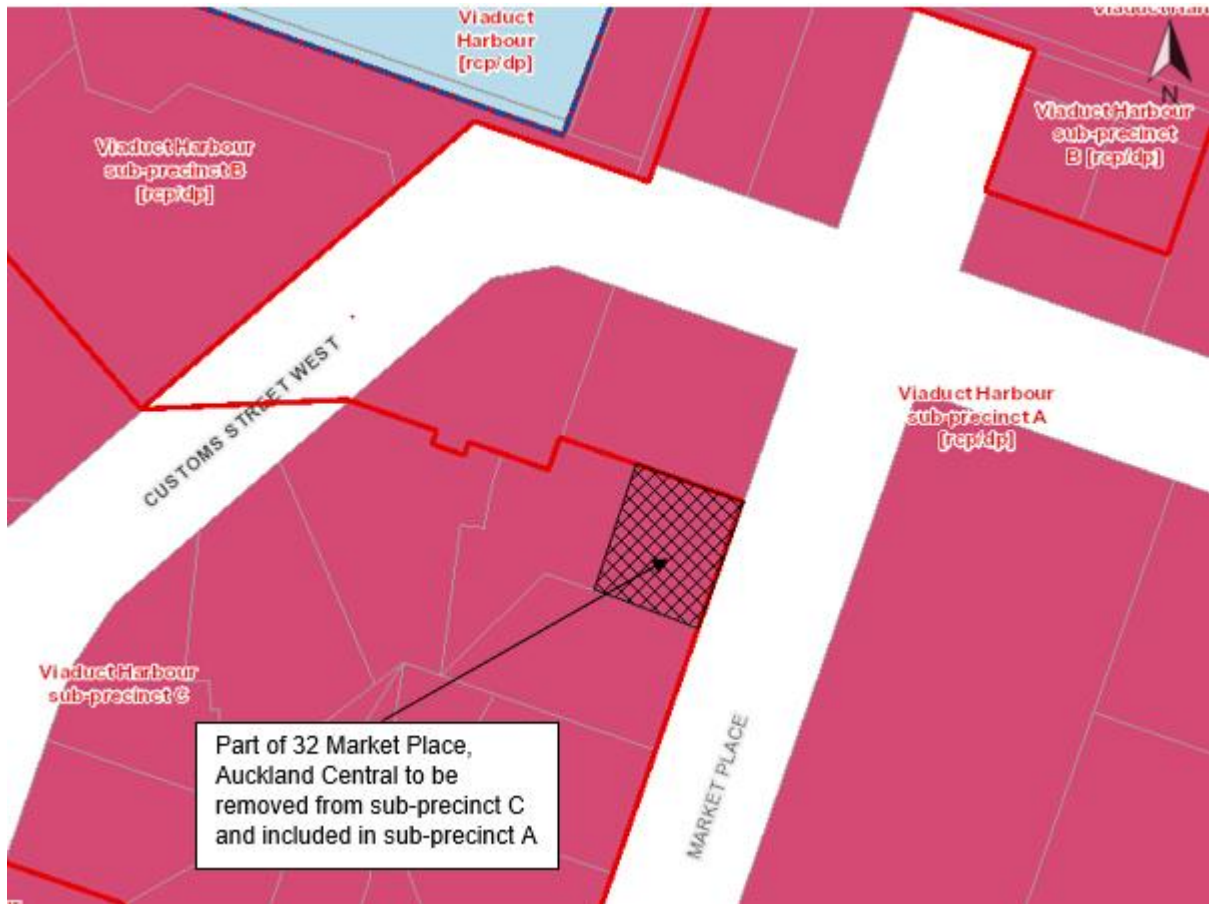 Viaduct
Harbour
[rcp/dp]
N
Viaduct Harbour
sub-precinct B
[rcp/dp]
Viaduct Harbour
sub-precinct
B [rcp/dp]
CUSTOMS STREET WEST
Viaduct Harbour
sub-precinct A
[rcp/dp]
Viaduct Harbour
sub-precinct C
Part of 32 Market Place,
Auckland Central to be
removed from sub-precinct C
and included in sub-precinct A
MARKET PLACE